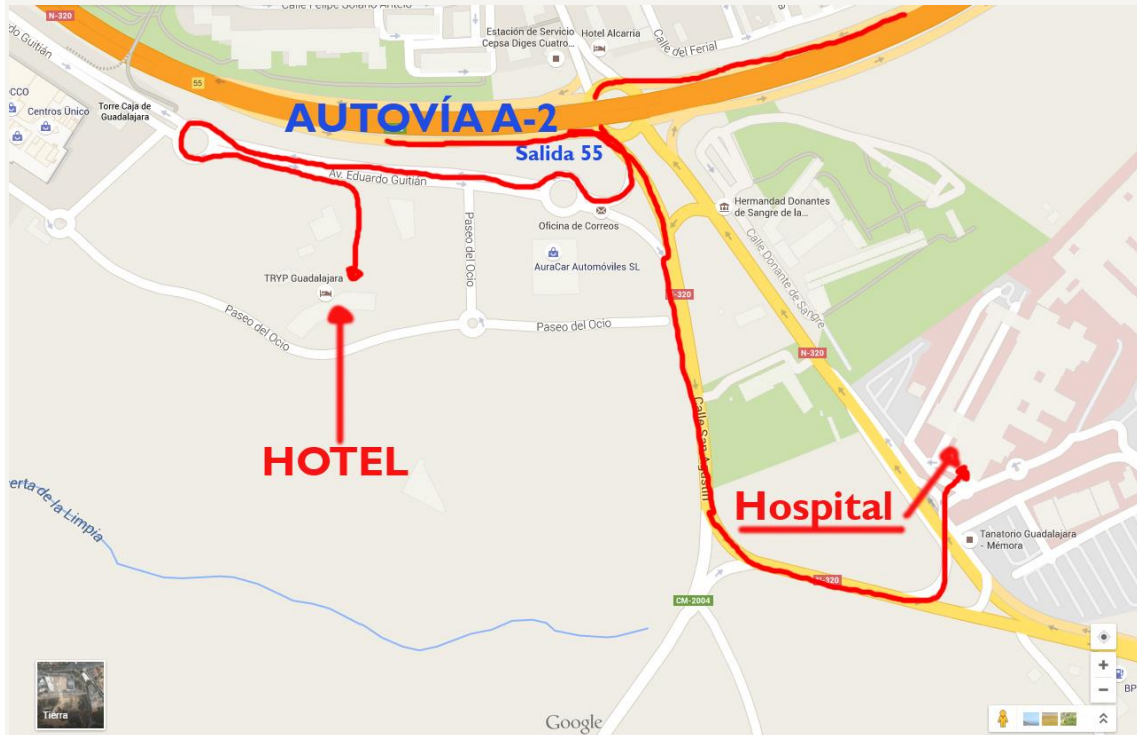 N-320
Calle Felipe Solano Antelo
Estación de Servicio
Cepsa Diges Cuatro...
Hotel Alcarria
Calle del Ferial
N-320
do Guitián
55
CCO
Centros Único
Torre Caja de
Guadalajara
AUTOVÍA A-2
Salida 55
Av. Eduardo Guitián
Hermandad Donantes
de Sangre de la...
Oficina de Correos
Paseo del Ocio
AuraCar Automóviles SL
Calle Donante de Sangre
TRYP Guadalajara
N-320
Paseo del Ocio
Paseo del Ocio
N-320
Calle San Agustín
HOTEL
Hospital
erta de la Limpia
Tanatorio Guadalajara
- Mémora
N-320
CM-2004
+
−
BP
Tierra
Google